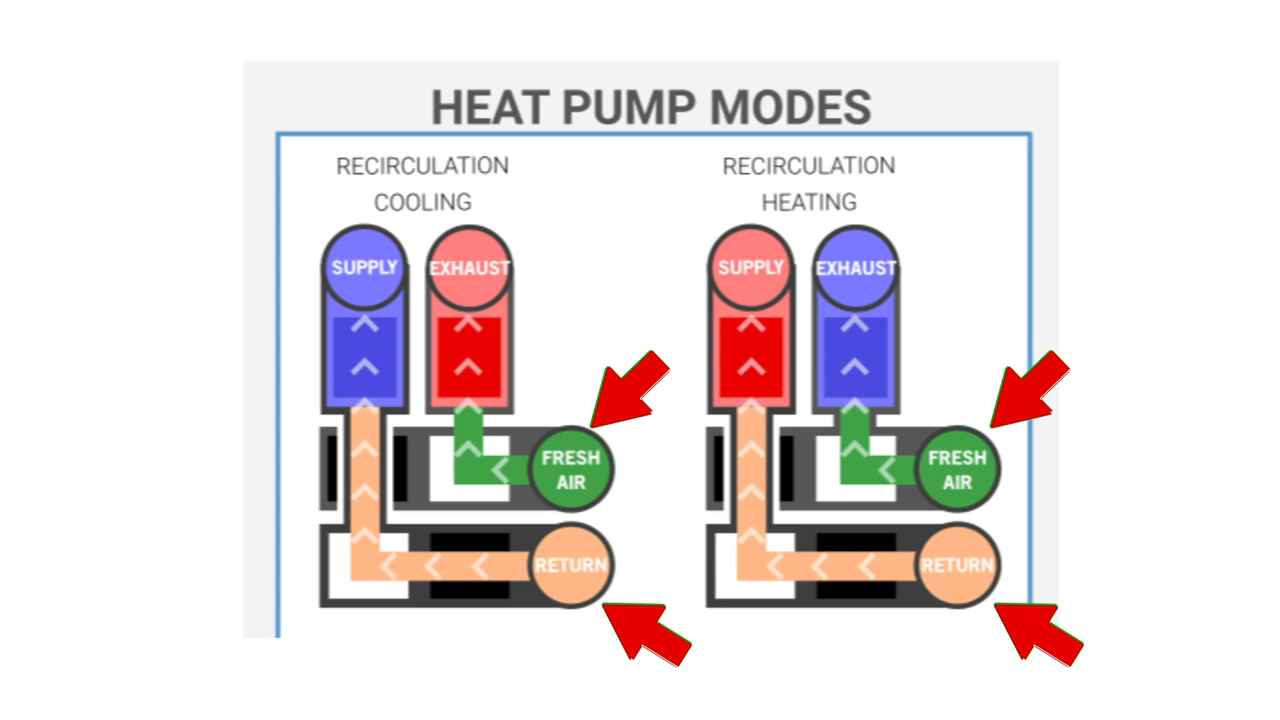 HEAT PUMP MODES
RECIRCULATION
COOLING
SUPPLY
EXHAUST
FRESH
AIR
RETURN
RECIRCULATION
HEATING
SUPPLY
EXHAUST
FRESH
AIR
RETURN